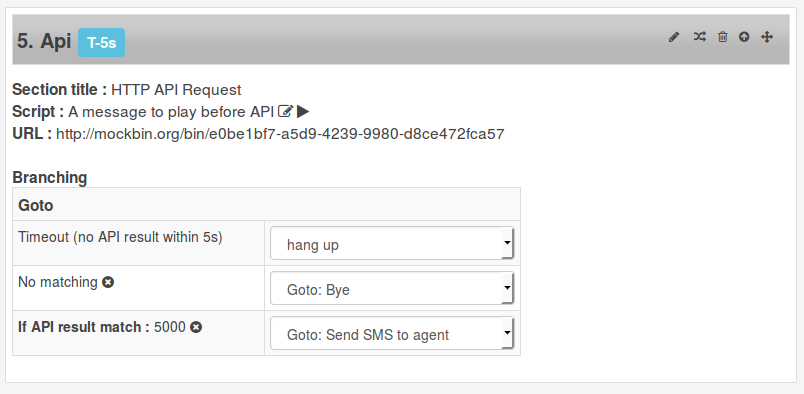 5. Api T-5s
Section title : HTTP API Request
Script : A message to play before API
URL : http://mockbin.org/bin/e0be1bf7-a5d9-4239-9980-d8ce472fca57
Branching
Goto
Timeout (no API result within 5s) hang up
No matching Goto: Bye
If API result match : 5000 Goto: Send SMS to agent